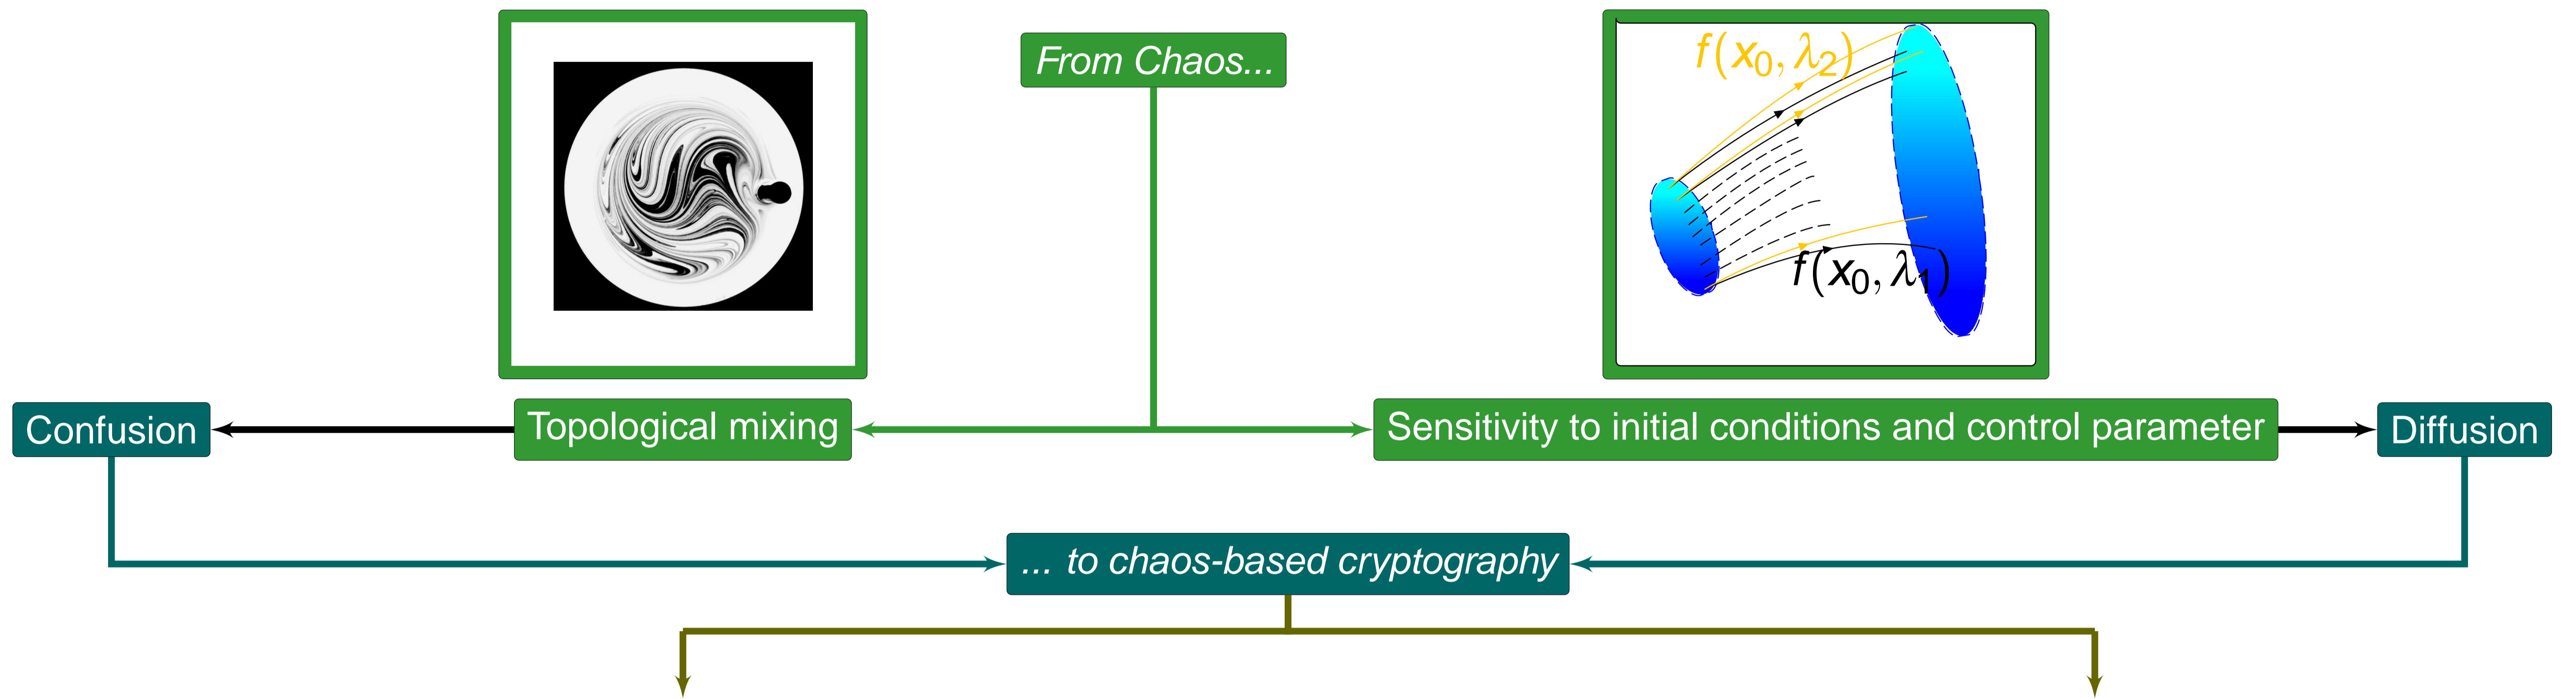 From Chaos...
f(x₀, λ₂)
f(x₀, λ₁)
Confusion
Topological mixing
Sensitivity to initial conditions and control parameter
Diffusion
... to chaos-based cryptography